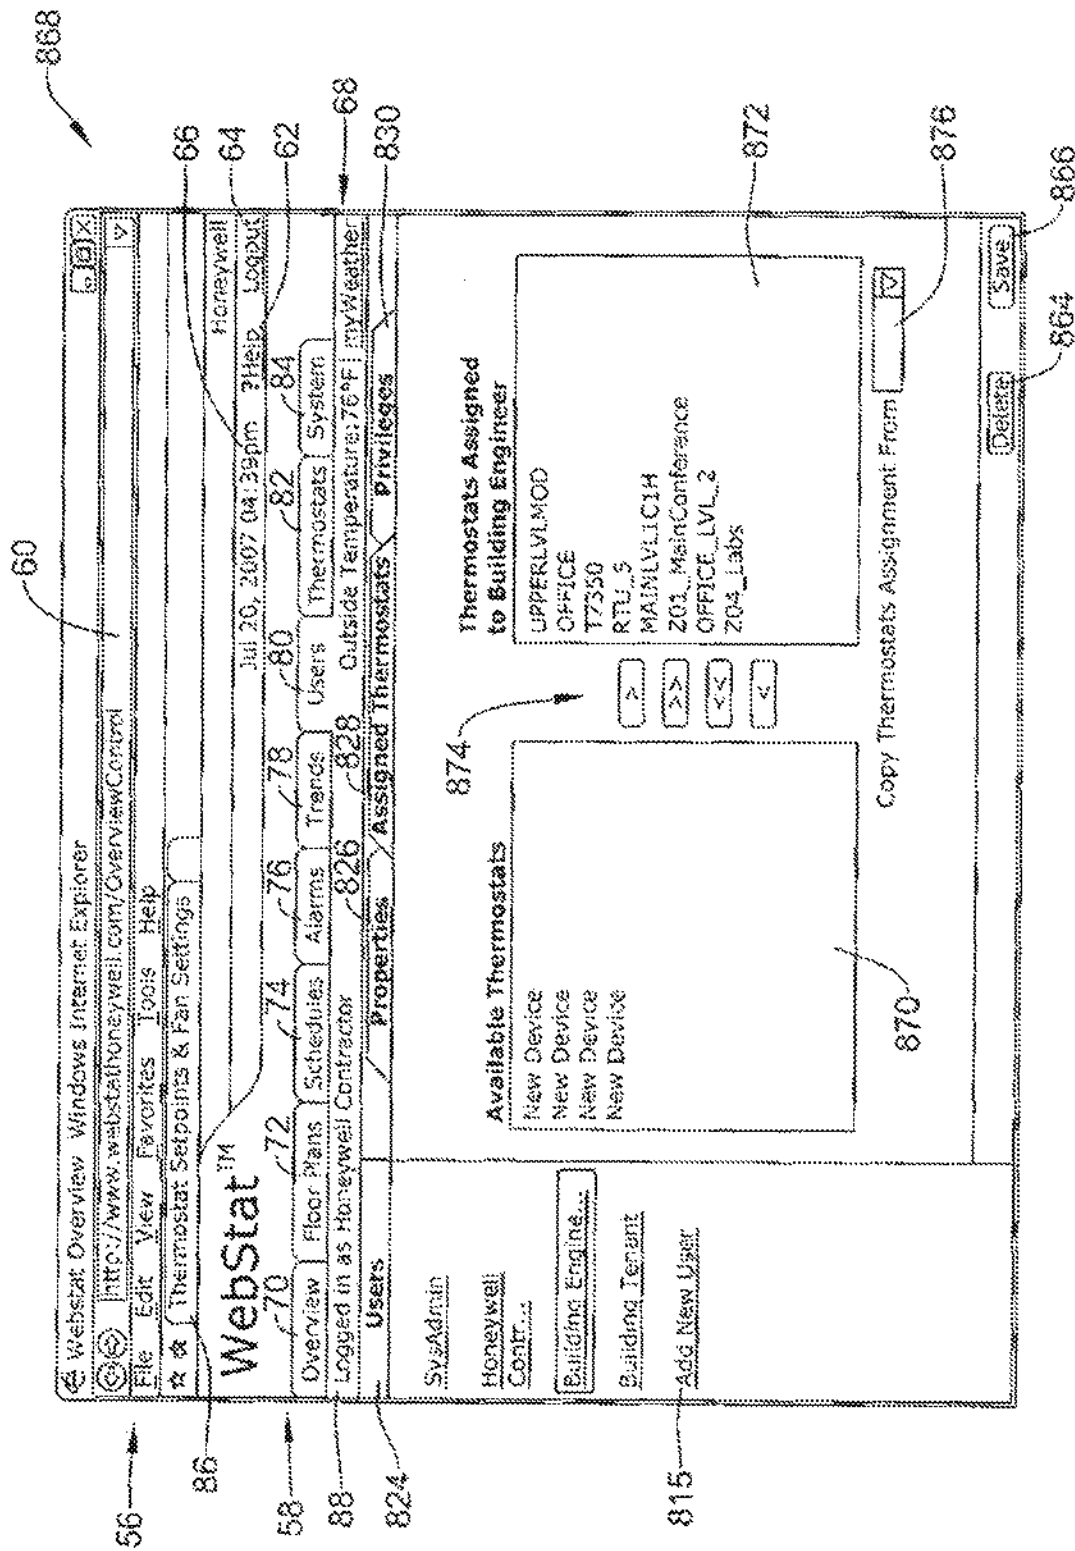 868
Webstat Overview Windows Internet Explorer
60
http://www.webstathoneywell.com/OverviewControl
56
File Edit View Favorites Tools Help
Thermostat Setpoints & Fan Settings
86
66
64
62
WebStat™
Honeywell
Jul 20, 2007 04:39pm ?Help Logout
58
70 72 74 76 78 80 82 84
Overview Floor Plans Schedules Alarms Trends Users Thermostats System
68
88
Logged in as Honeywell Contractor
Outside Temperature: 76°F myWeather
824
826 828
830
Users Properties Assigned Thermostats Privileges
SysAdmin
Honeywell
Contr...
Building Engine...
Building Tenant
815
Add New User
Available Thermostats
New Device
New Device
New Device
New Device
870
874
>
>>
<<
<
Thermostats Assigned
to Building Engineer
UPPERLVLMOD
OFFICE
T7350
RTU_5
MAINLVL1C1H
201_MainConference
OFFICE_LVL_2
204_Labs
872
Copy Thermostats Assignment From
876
Delete Save
864
866